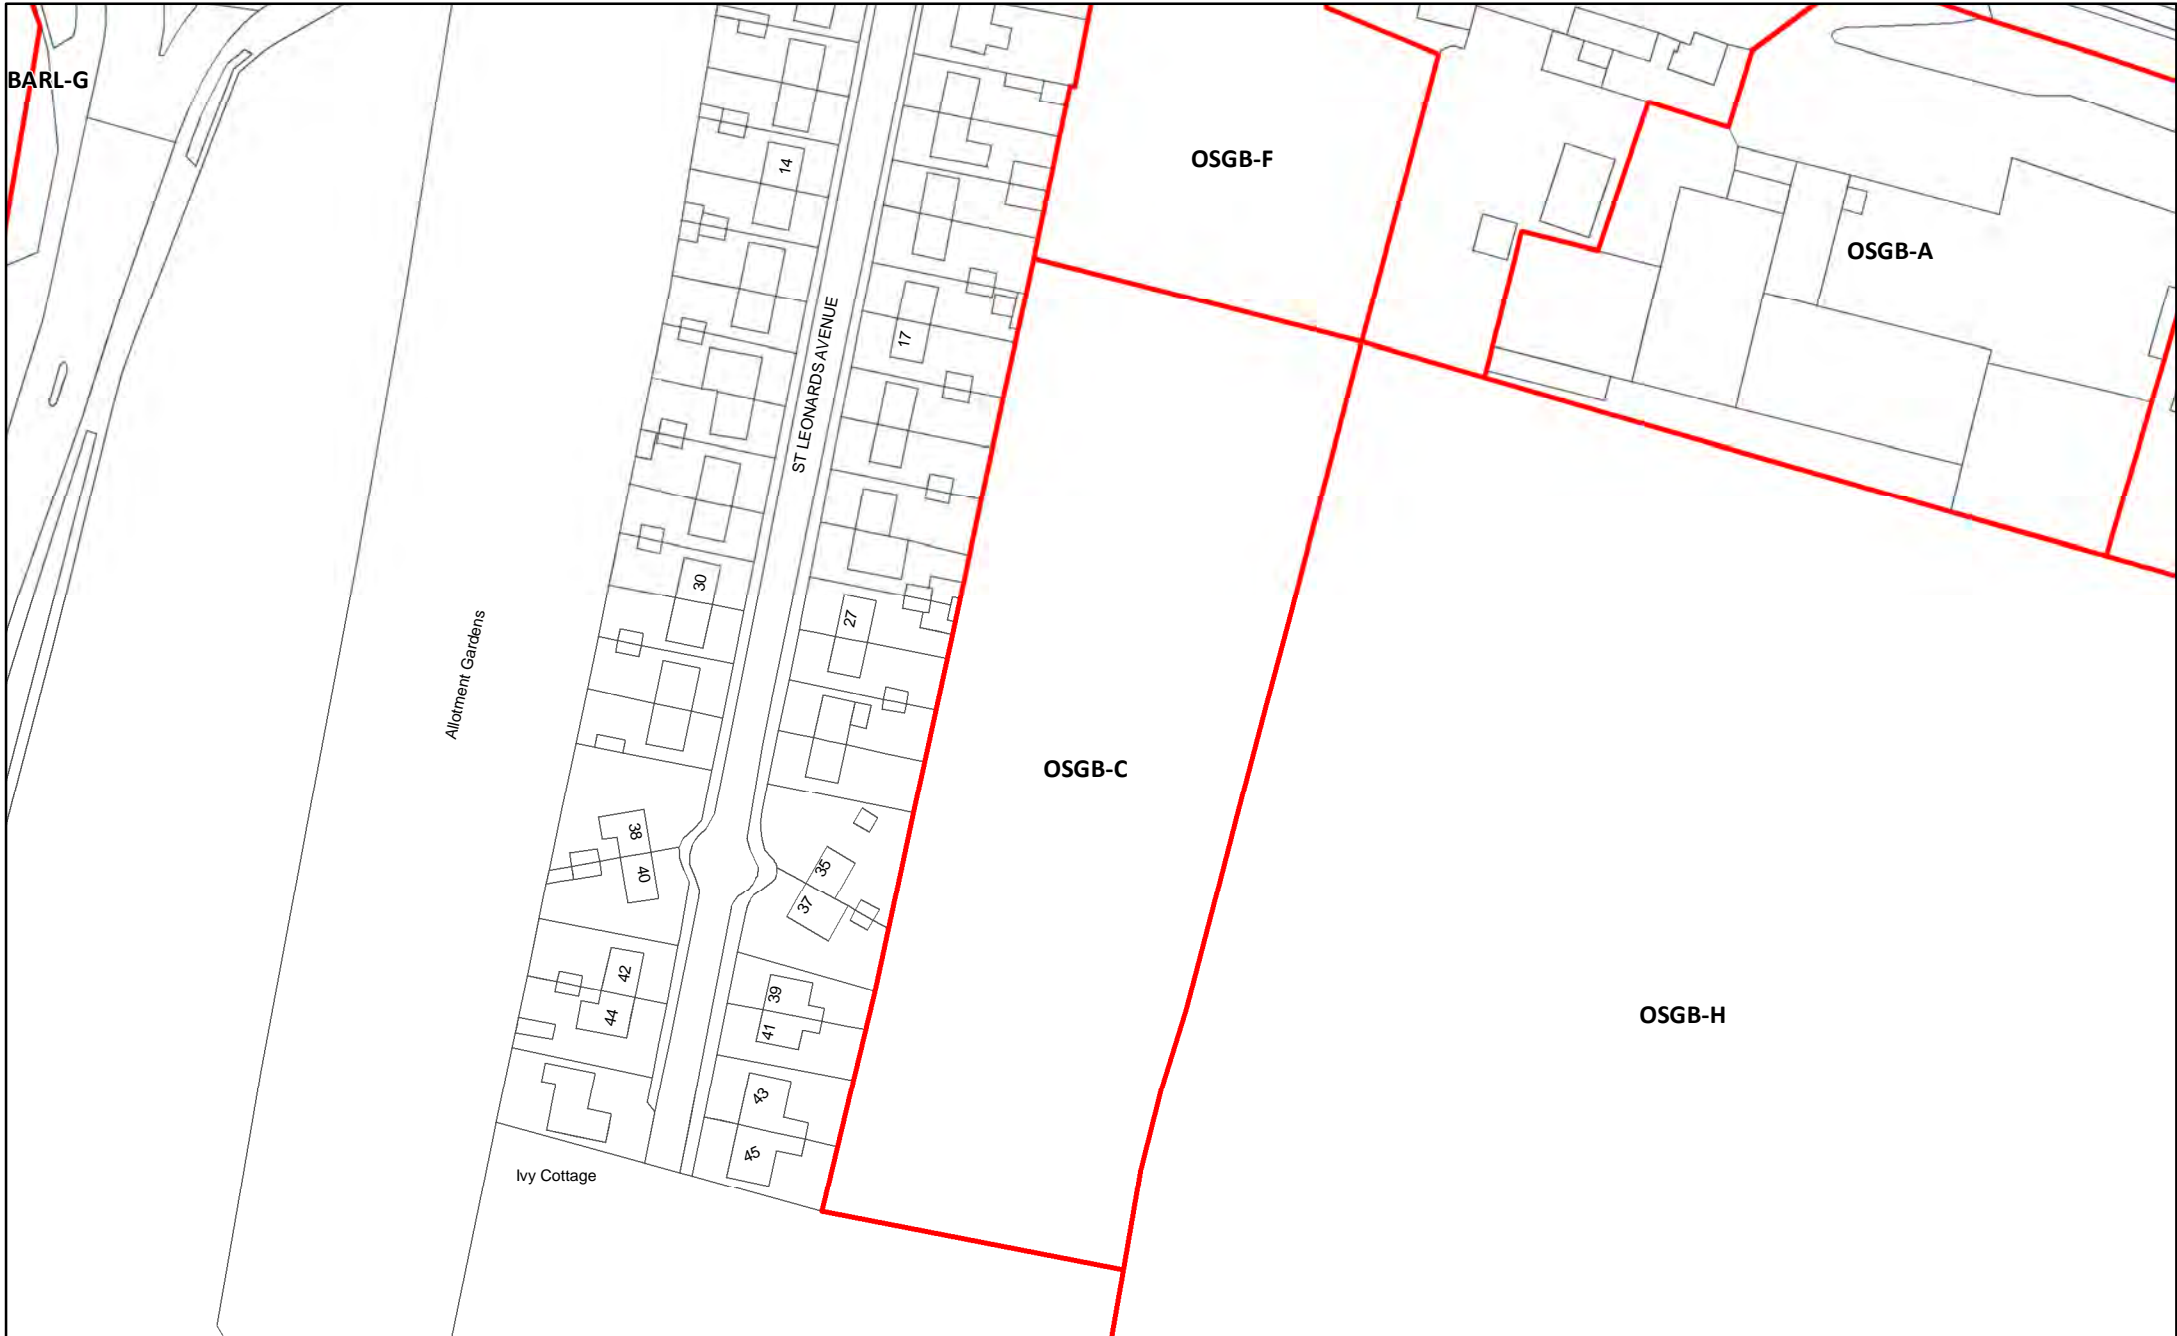 BARL-G
OSGB-F
14
OSGB-A
ST LEONARDS AVENUE
17
30
27
Allotment Gardens
OSGB-C
38
40
35
37
42
44
39
41
OSGB-H
43
45
Ivy Cottage